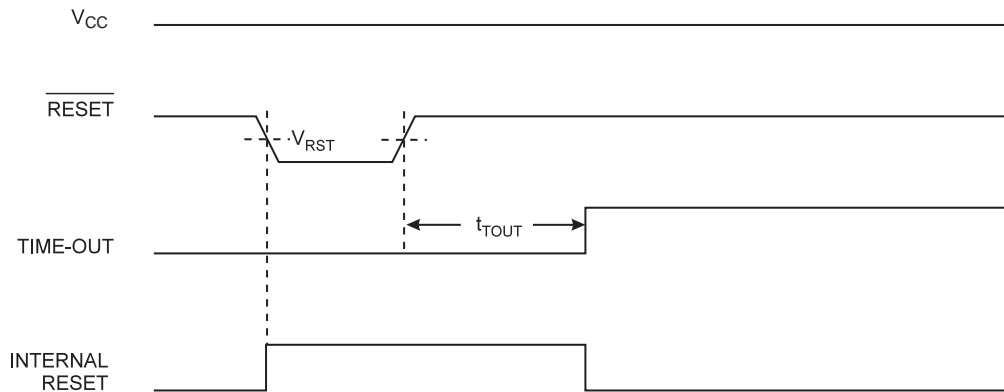 VCC
RESET
VRST
tTOUT
TIME-OUT
INTERNAL
RESET